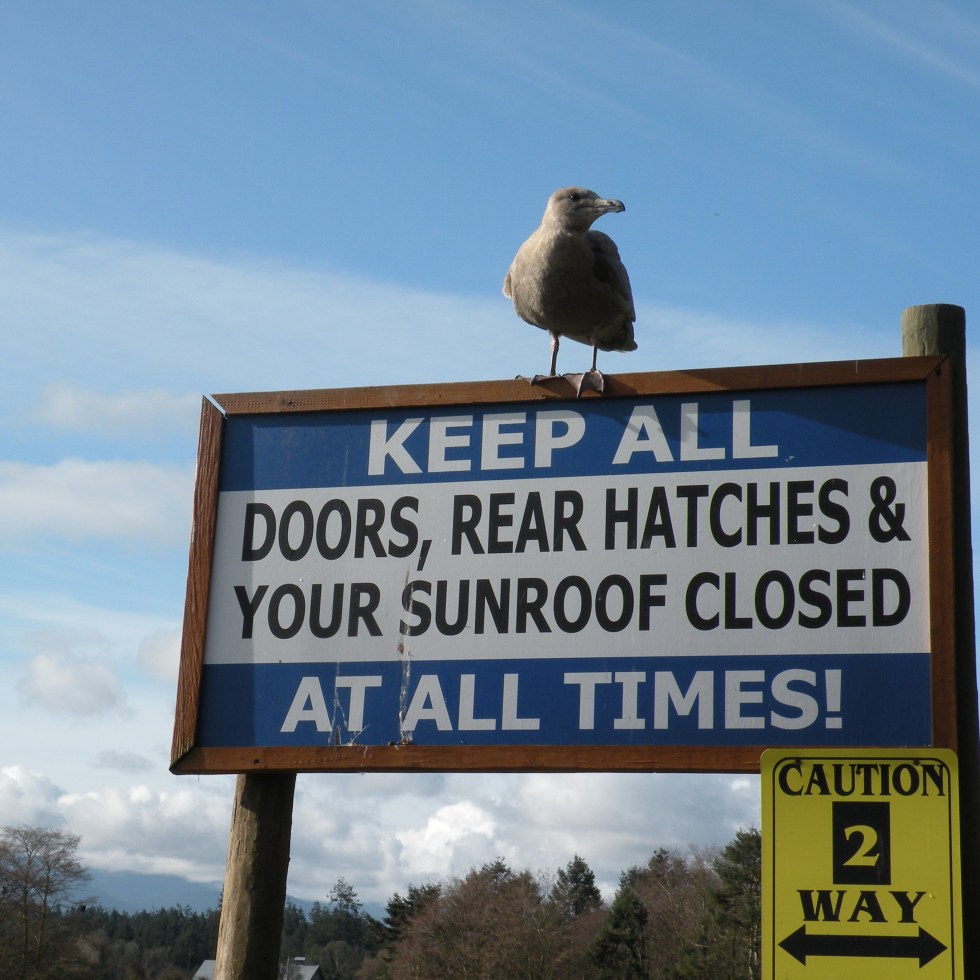 KEEP ALL
DOORS, REAR HATCHES &
YOUR SUNROOF CLOSED
AT ALL TIMES!
CAUTION
2
WAY